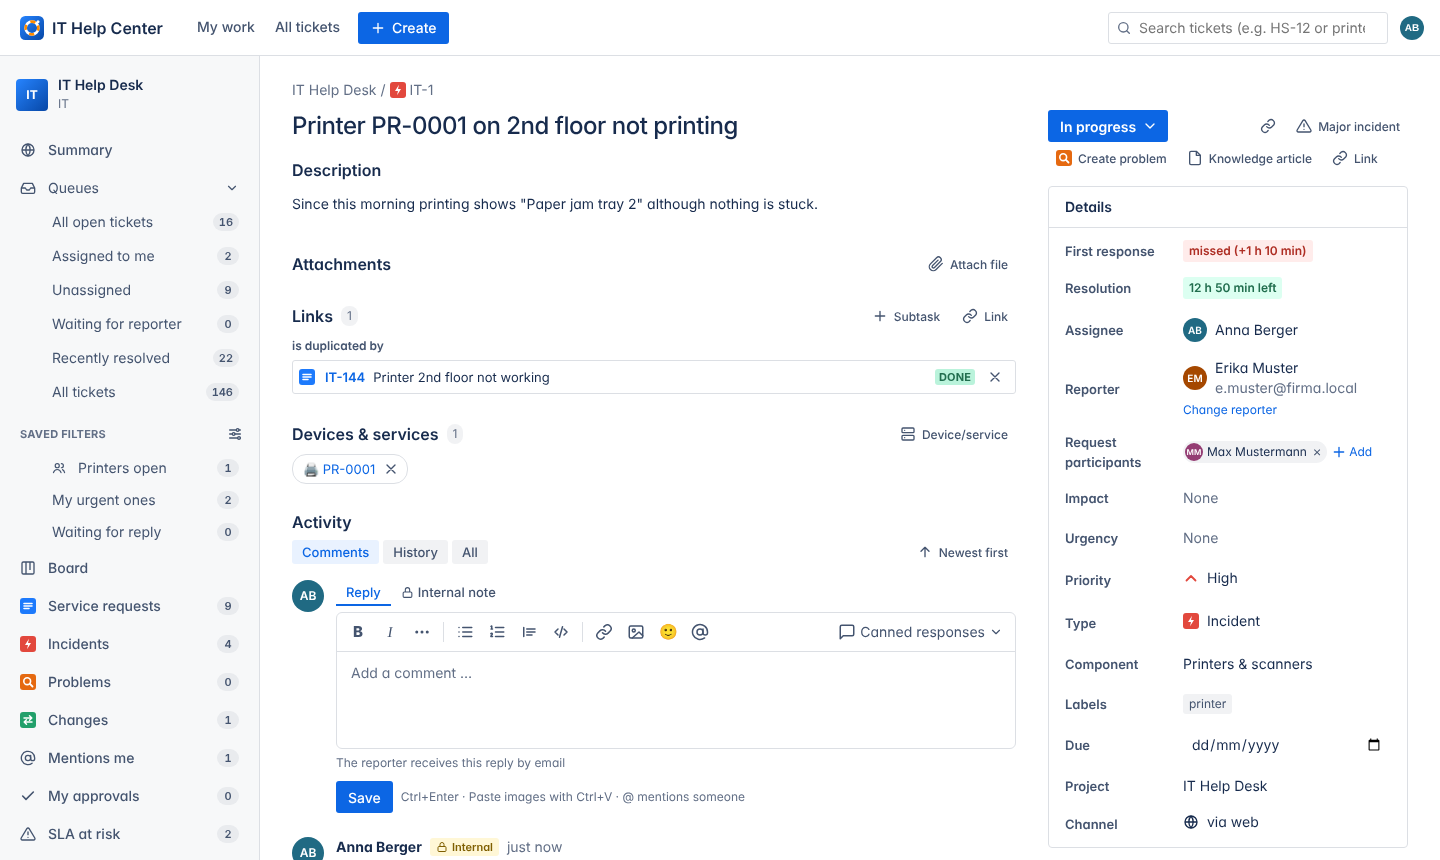 IT Help Center
My work
All tickets
Create
Search tickets (e.g. HS-12 or printe
AB
IT
IT Help Desk
IT
Summary
Queues
All open tickets 16
Assigned to me 2
Unassigned 9
Waiting for reporter 0
Recently resolved 22
All tickets 146
SAVED FILTERS
Printers open 1
My urgent ones 2
Waiting for reply 0
Board
Service requests 9
Incidents 4
Problems 0
Changes 1
Mentions me 1
My approvals 0
SLA at risk 2
IT Help Desk / IT-1
Printer PR-0001 on 2nd floor not printing
Description
Since this morning printing shows "Paper jam tray 2" although nothing is stuck.
Attachments
Attach file
Links 1
Subtask
Link
is duplicated by
IT-144 Printer 2nd floor not working DONE
Devices & services 1
Device/service
PR-0001
Activity
Comments
History
All
Newest first
AB
Reply
Internal note
B I
Canned responses
Add a comment ...
The reporter receives this reply by email
Save
Ctrl+Enter · Paste images with Ctrl+V · @ mentions someone
AB
Anna Berger Internal just now
In progress
Major incident
Create problem
Knowledge article
Link
Details
First response missed (+1 h 10 min)
Resolution 12 h 50 min left
Assignee AB Anna Berger
Reporter EM Erika Muster
e.muster@firma.local
Change reporter
Request participants MM Max Mustermann × Add
Impact None
Urgency None
Priority High
Type Incident
Component Printers & scanners
Labels printer
Due dd/mm/yyyy
Project IT Help Desk
Channel via web